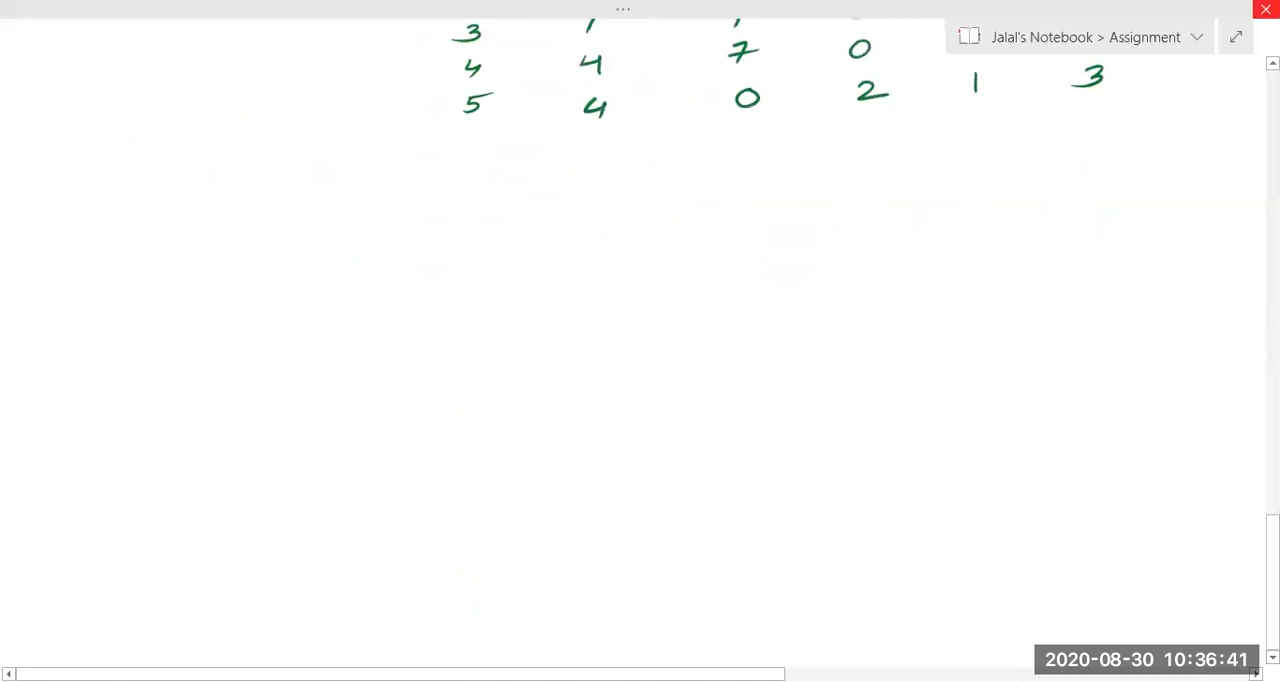 ...
Jalal's Notebook > Assignment
3
4 4 7 0
5 4 0 2 1 3
2020-08-30 10:36:41